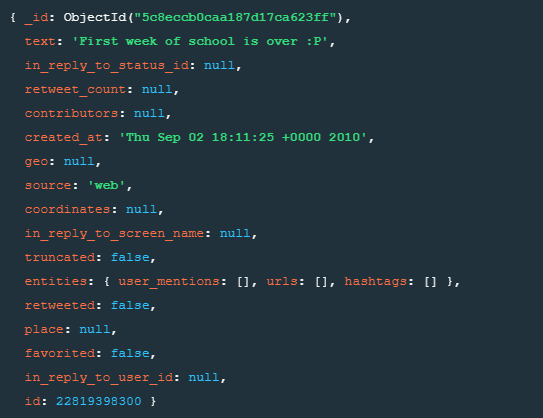 { _id: ObjectId("5c8eccb0caa187d17ca623ff"),
text: 'First week of school is over :P',
in_reply_to_status_id: null,
retweet_count: null,
contributors: null,
created_at: 'Thu Sep 02 18:11:25 +0000 2010',
geo: null,
source: 'web',
coordinates: null,
in_reply_to_screen_name: null,
truncated: false,
entities: { user_mentions: [], urls: [], hashtags: [] },
retweeted: false,
place: null,
favorited: false,
in_reply_to_user_id: null,
id: 22819398300 }